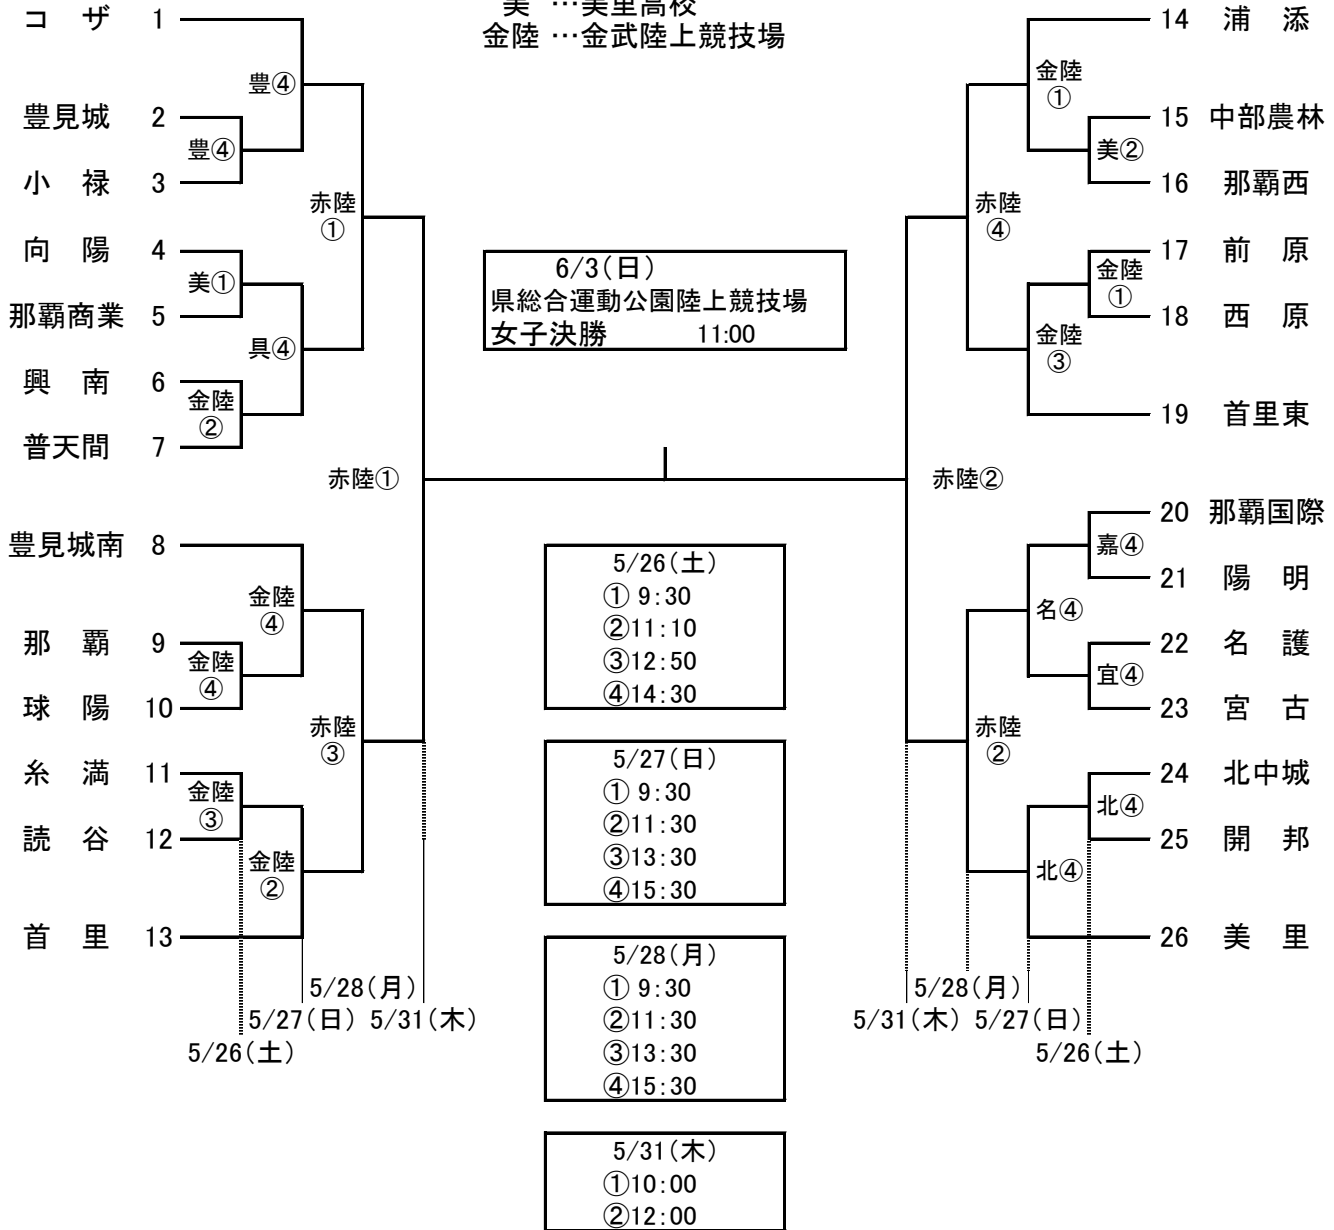 美 …美里高校
金陸 …金武陸上競技場
コ ザ 1
豊④
豊見城 2
豊④
小 禄 3
赤陸
①
向 陽 4
美①
那覇商業 5
具④
興 南 6
金陸
②
普天間 7
赤陸①
豊見城南 8
金陸
④
那 覇 9
金陸
④
球 陽 10
赤陸
③
糸 満 11
金陸
③
読 谷 12
金陸
②
首 里 13
5/28(月)
5/27(日) 5/31(木)
5/26(土)
6/3(日)
県総合運動公園陸上競技場
女子決勝 11:00
5/26(土)
① 9:30
②11:10
③12:50
④14:30
5/27(日)
① 9:30
②11:30
③13:30
④15:30
5/28(月)
① 9:30
②11:30
③13:30
④15:30
5/31(木)
①10:00
②12:00
14 浦 添
金陸
①
15 中部農林
美②
16 那覇西
赤陸
④
17 前 原
金陸
①
18 西 原
金陸
③
19 首里東
赤陸②
20 那覇国際
嘉④
21 陽 明
名④
22 名 護
宜④
23 宮 古
赤陸
②
24 北中城
北④
25 開 邦
北④
26 美 里
5/28(月)
5/31(木) 5/27(日)
5/26(土)